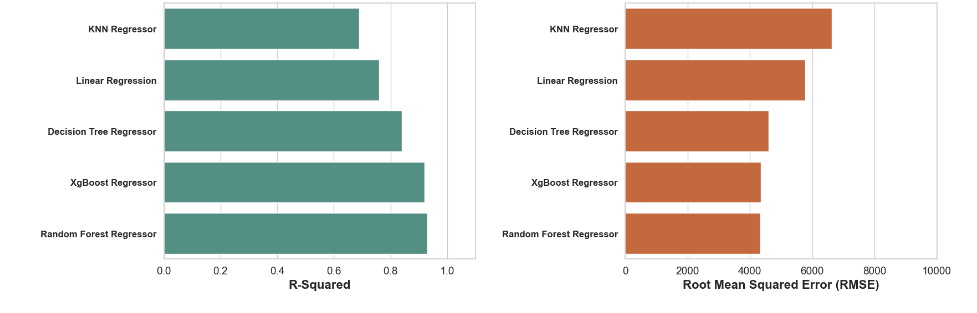 KNN Regressor
Linear Regression
Decision Tree Regressor
XgBoost Regressor
Random Forest Regressor
0.0 0.2 0.4 0.6 0.8 1.0
R-Squared
KNN Regressor
Linear Regression
Decision Tree Regressor
XgBoost Regressor
Random Forest Regressor
0 2000 4000 6000 8000 10000
Root Mean Squared Error (RMSE)